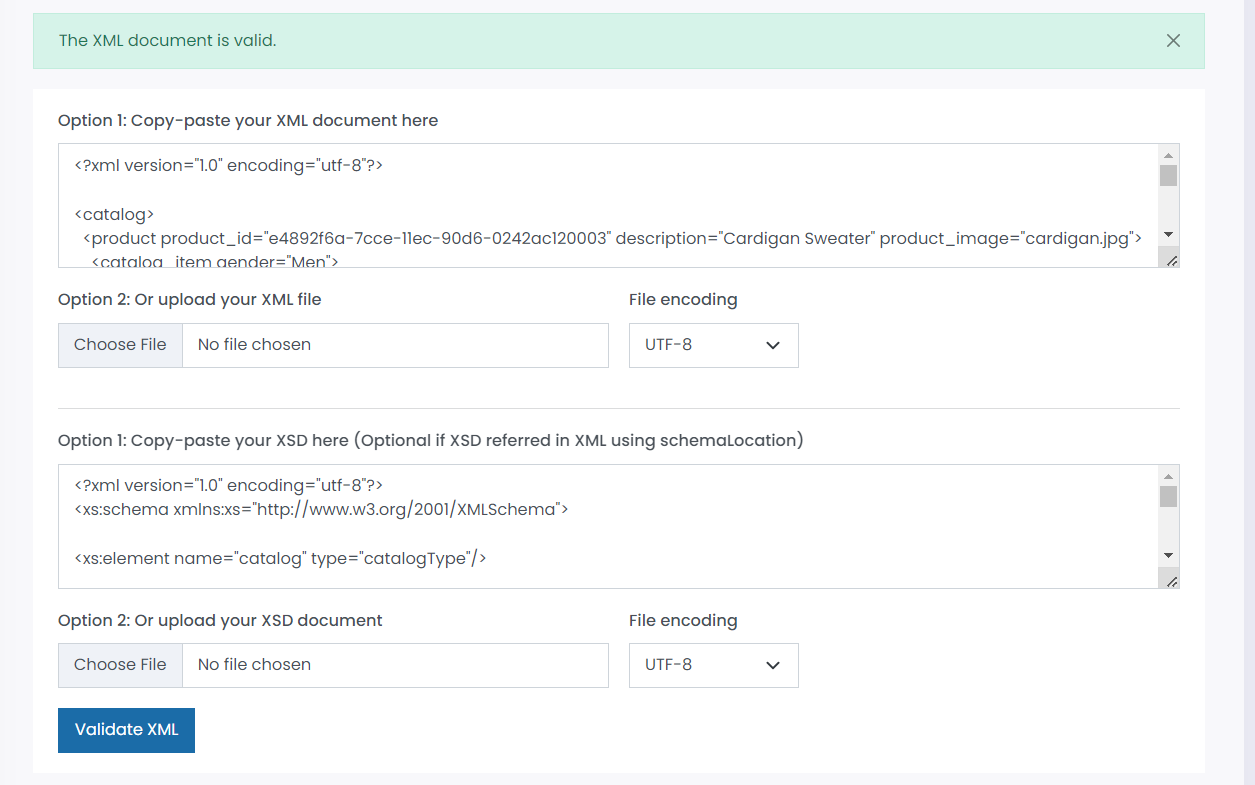 The XML document is valid.
Option 1: Copy-paste your XML document here
<?xml version="1.0" encoding="utf-8"?>
<catalog>
<product product_id="e4892f6a-7cce-11ec-90d6-0242ac120003" description="Cardigan Sweater" product_image="cardigan.jpg">
<catalog_item gender="Men">
Option 2: Or upload your XML file
File encoding
Choose File No file chosen
UTF-8
Option 1: Copy-paste your XSD here (Optional if XSD referred in XML using schemaLocation)
<?xml version="1.0" encoding="utf-8"?>
<xs:schema xmlns:xs="http://www.w3.org/2001/XMLSchema">
<xs:element name="catalog" type="catalogType"/>
Option 2: Or upload your XSD document
File encoding
Choose File No file chosen
UTF-8
Validate XML